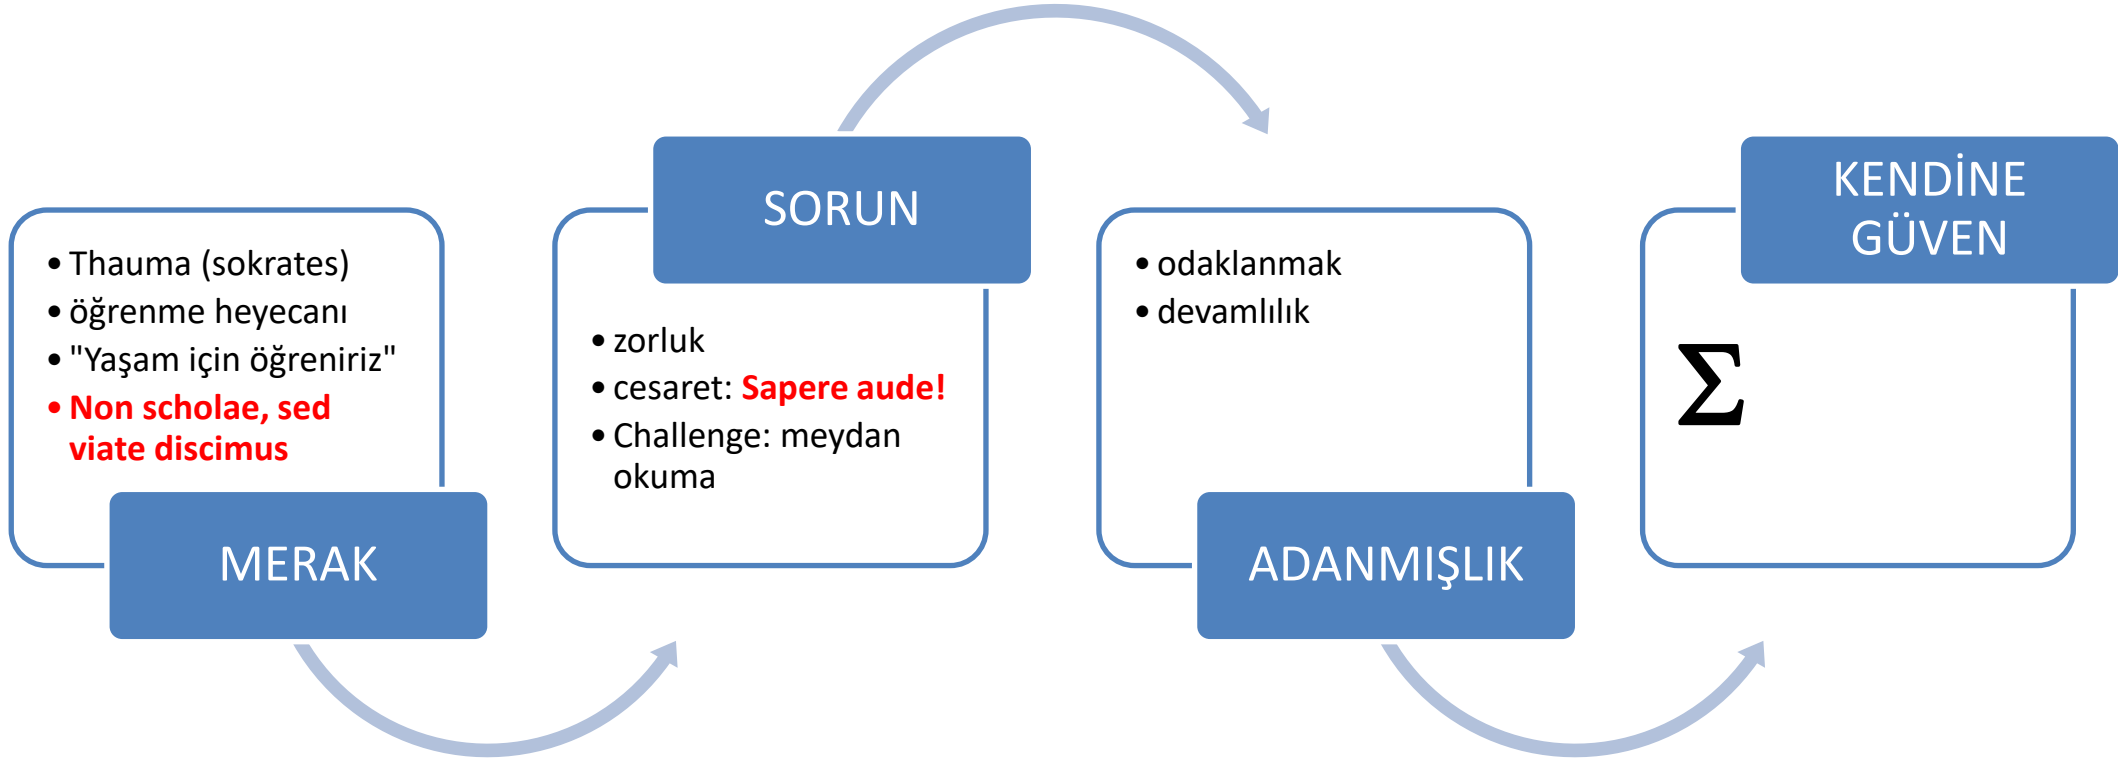 • Thauma (sokrates)
• öğrenme heyecanı
• "Yaşam için öğreniriz"
• Non scholae, sed
viate discimus
MERAK
SORUN
• zorluk
• cesaret: Sapere aude!
• Challenge: meydan
okuma
• odaklanmak
• devamlılık
ADANMIŞLIK
KENDİNE
GÜVEN
Σ